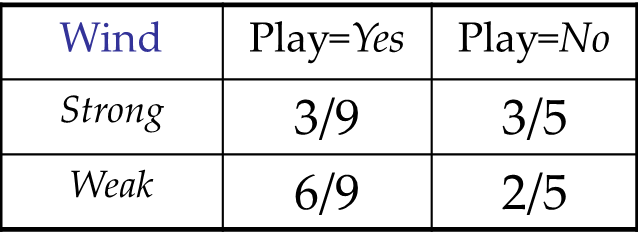 Wind Play=Yes Play=No
Strong 3/9 3/5
Weak 6/9 2/5